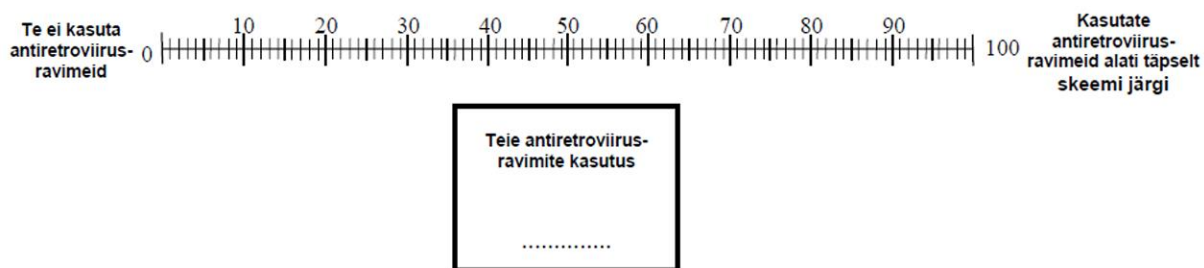 Te ei kasuta
antiretroviirus-
ravimeid
0
10 20 30 40 50 60 70 80 90
100
Kasutate
antiretroviirus-
ravimeid alati täpselt
skeemi järgi
Teie antiretroviirus-
ravimite kasutus
..............